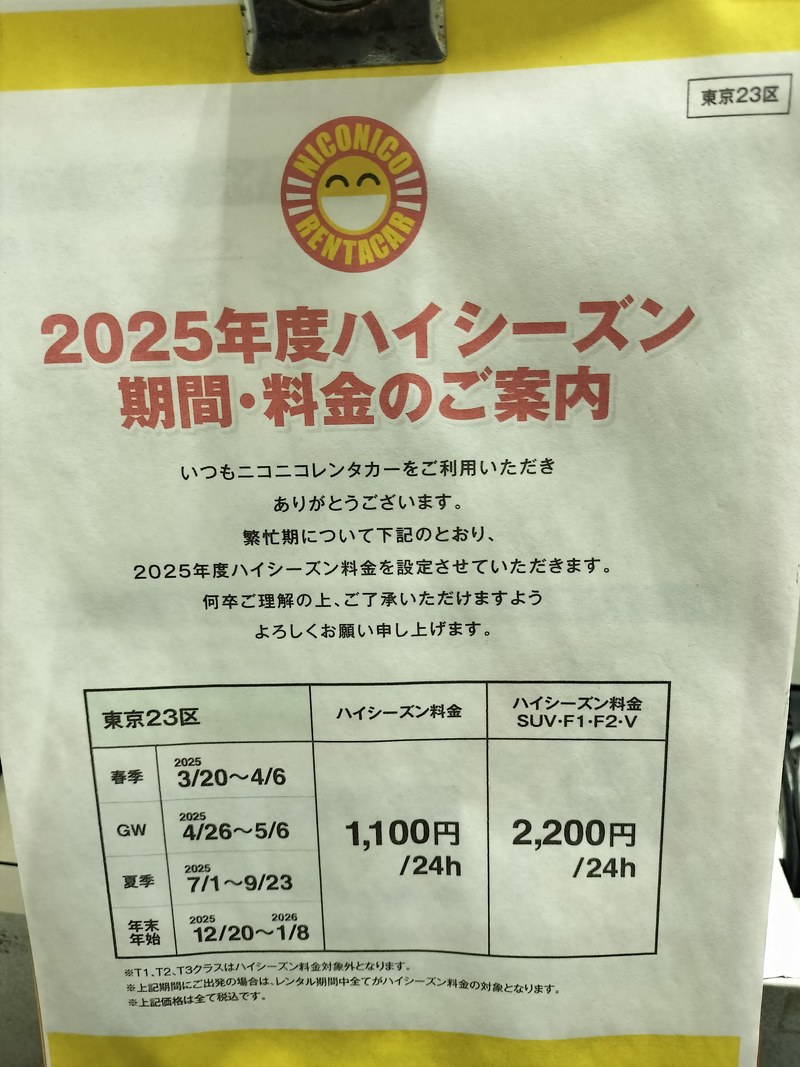 東京23区
NICONICO
RENTACAR
2025年度ハイシーズン
期間・料金のご案内
いつもニコニコレンタカーをご利用いただき
ありがとうございます。
繁忙期について下記のとおり、
2025年度ハイシーズン料金を設定させていただきます。
何卒ご理解の上、ご了承いただけますよう
よろしくお願い申し上げます。
東京23区
ハイシーズン料金
ハイシーズン料金
SUV・F1・F2・V
春季
2025
3/20〜4/6
GW
2025
4/26〜5/6
夏季
2025
7/1〜9/23
年末
年始
2025 2026
12/20〜1/8
1,100円
/24h
2,200円
/24h
※T1、T2、T3クラスはハイシーズン料金対象外となります。
※上記期間にご出発の場合は、レンタル期間中全てがハイシーズン料金の対象となります。
※上記価格は全て税込です。